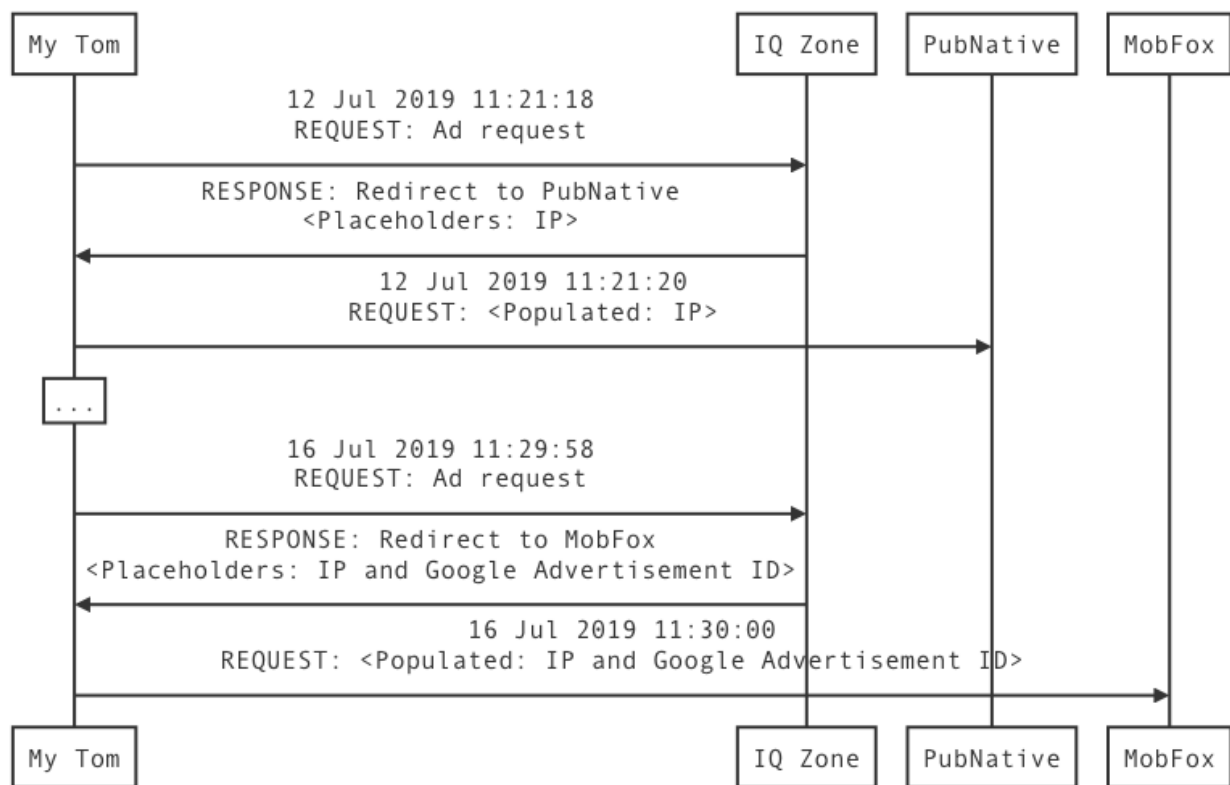 My Tom
IQ Zone
PubNative
MobFox
12 Jul 2019 11:21:18
REQUEST: Ad request
RESPONSE: Redirect to PubNative
<Placeholders: IP>
12 Jul 2019 11:21:20
REQUEST: <Populated: IP>
...
16 Jul 2019 11:29:58
REQUEST: Ad request
RESPONSE: Redirect to MobFox
<Placeholders: IP and Google Advertisement ID>
16 Jul 2019 11:30:00
REQUEST: <Populated: IP and Google Advertisement ID>
My Tom
IQ Zone
PubNative
MobFox